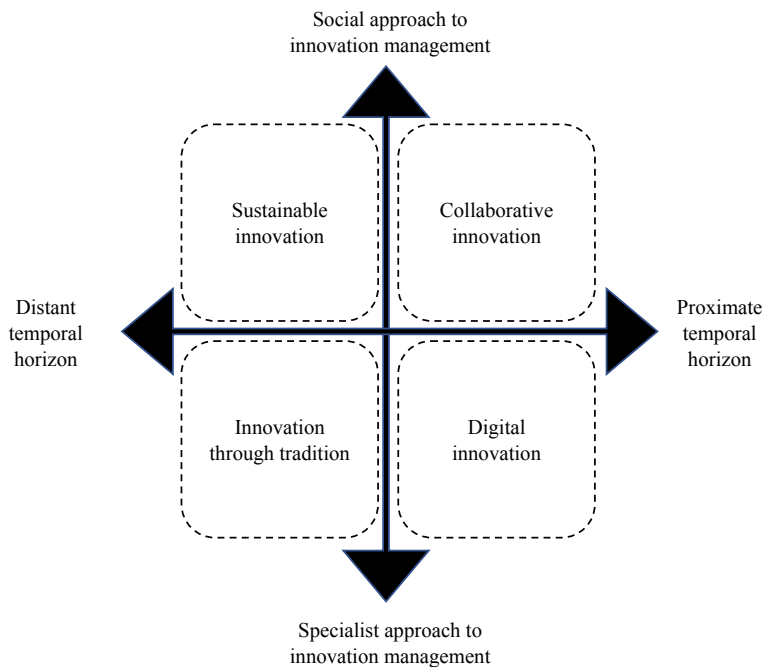 Social approach to
innovation management
Sustainable
innovation
Collaborative
innovation
Distant
temporal
horizon
Proximate
temporal
horizon
Innovation
through tradition
Digital
innovation
Specialist approach to
innovation management